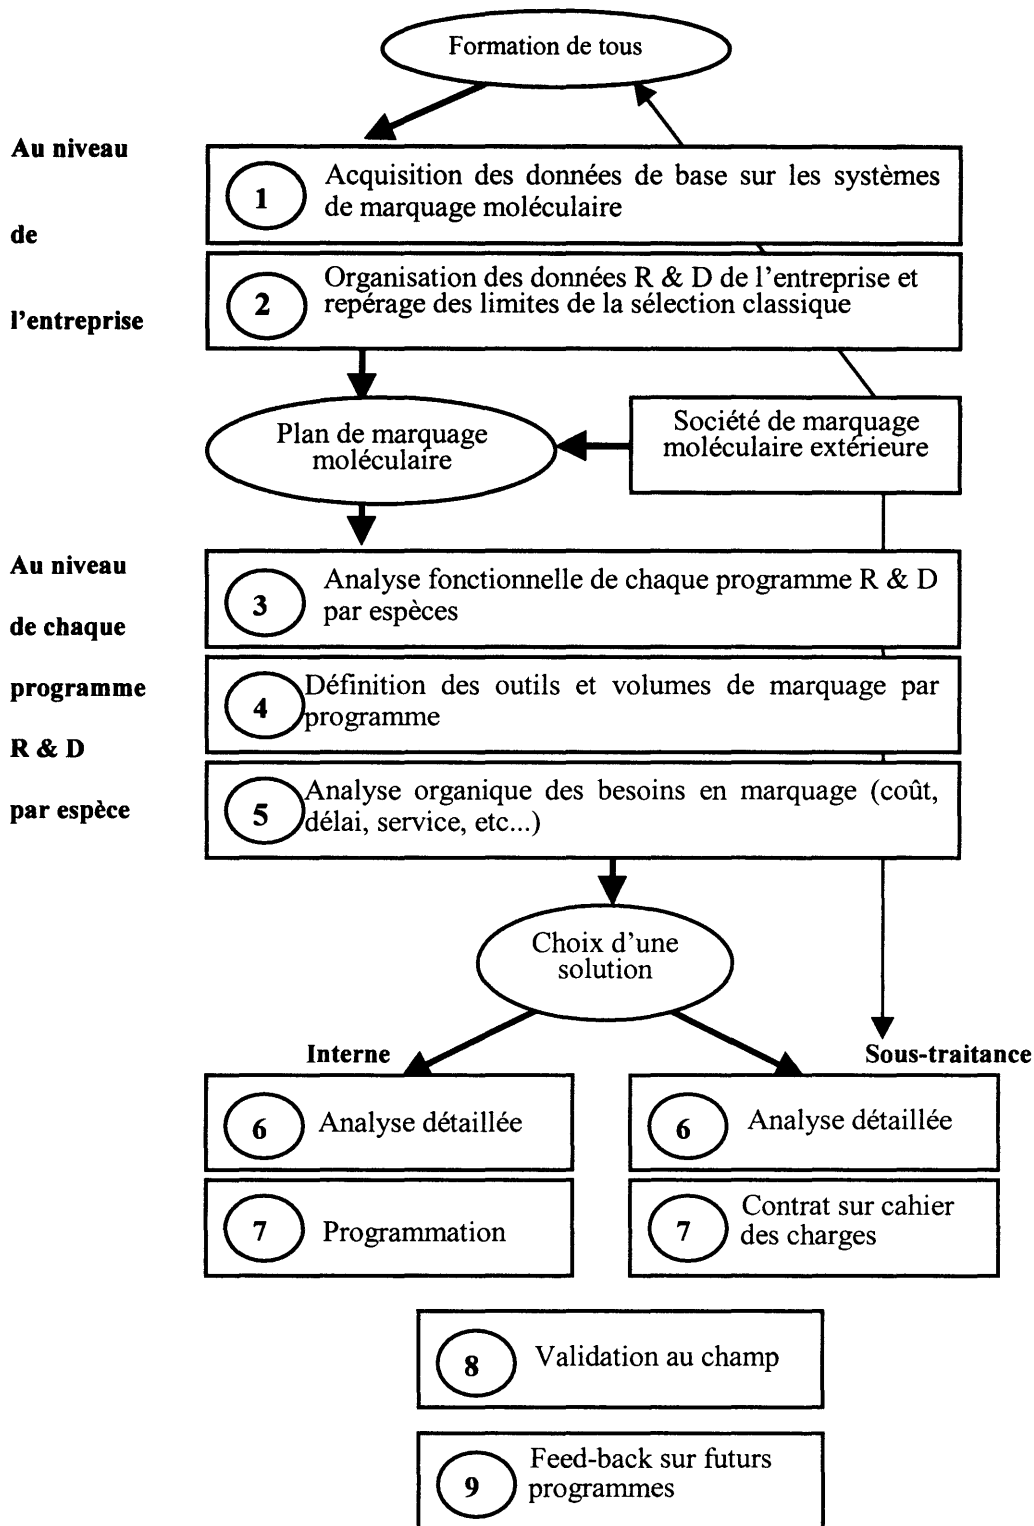 Formation de tous
Au niveau
de
l'entreprise
1
Acquisition des données de base sur les systèmes
de marquage moléculaire
2
Organisation des données R & D de l'entreprise et
repérage des limites de la sélection classique
Plan de marquage
moléculaire
Société de marquage
moléculaire extérieure
Au niveau
de chaque
programme
R & D
par espèce
3
Analyse fonctionnelle de chaque programme R & D
par espèces
4
Définition des outils et volumes de marquage par
programme
5
Analyse organique des besoins en marquage (coût,
délai, service, etc...)
Choix d'une
solution
Interne
Sous-traitance
6
Analyse détaillée
6
Analyse détaillée
7
Programmation
7
Contrat sur cahier
des charges
8
Validation au champ
9
Feed-back sur futurs
programmes